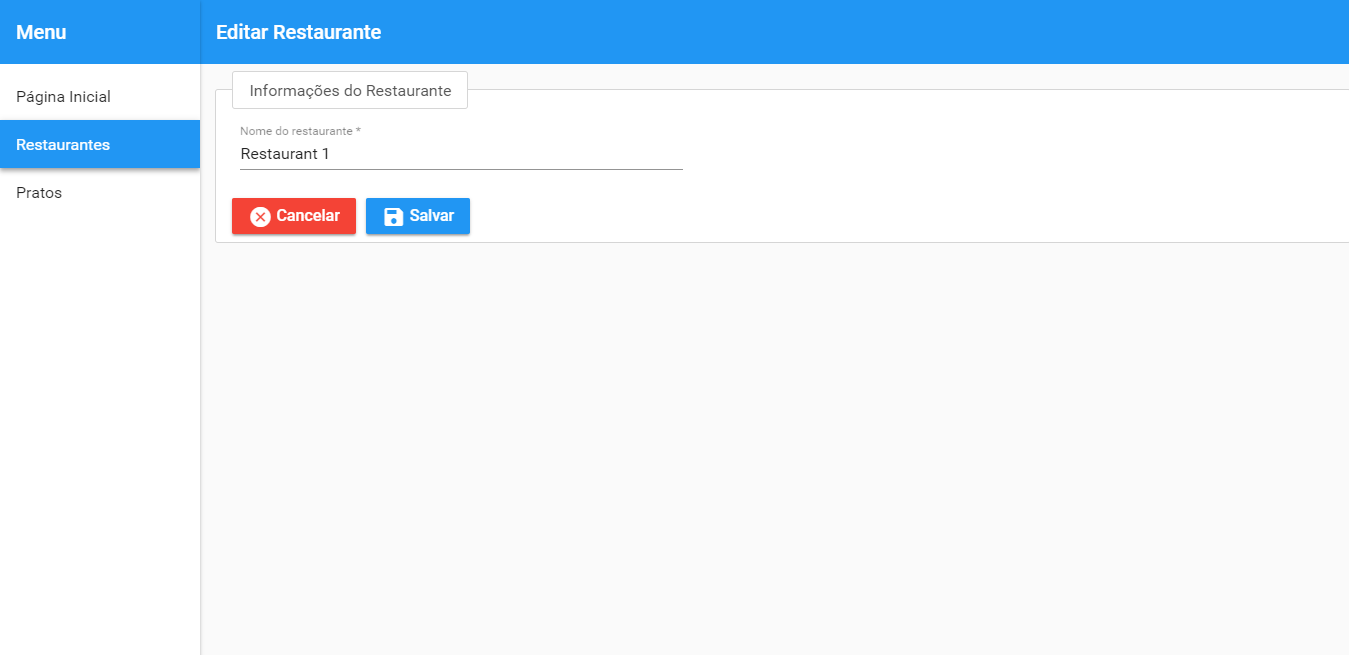 Menu
Editar Restaurante
Página Inicial
Restaurantes
Pratos
Informações do Restaurante
Nome do restaurante *
Restaurant 1
Cancelar
Salvar